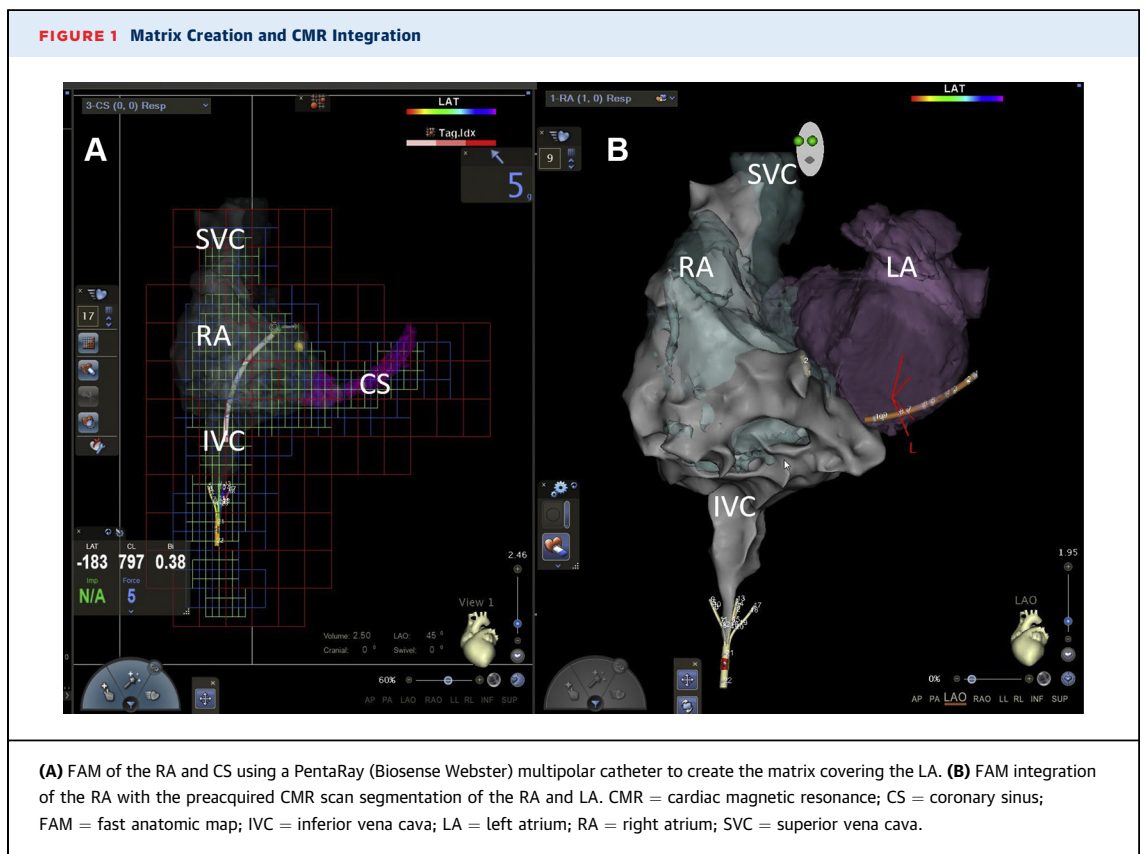 FIGURE 1 Matrix Creation and CMR Integration
3-CS (0, 0) Resp
LAT
Tag.Idx
A
5 g
SVC
17
RA
CS
IVC
LAT CL Bi
-183 797 0.38
Imp Force
N/A 5
2.46
View 1
Volume: 2.50 LAO: 45 °
Cranial: 0 ° Swivel: 0 °
60%
AP PA LAO RAO LL RL INF SUP
1-RA (1, 0) Resp
LAT
B
9
SVC
RA
LA
L
IVC
1.95
LAO
0%
AP PA LAO RAO LL RL INF SUP
(A) FAM of the RA and CS using a PentaRay (Biosense Webster) multipolar catheter to create the matrix covering the LA. (B) FAM integration
of the RA with the preacquired CMR scan segmentation of the RA and LA. CMR = cardiac magnetic resonance; CS = coronary sinus;
FAM = fast anatomic map; IVC = inferior vena cava; LA = left atrium; RA = right atrium; SVC = superior vena cava.